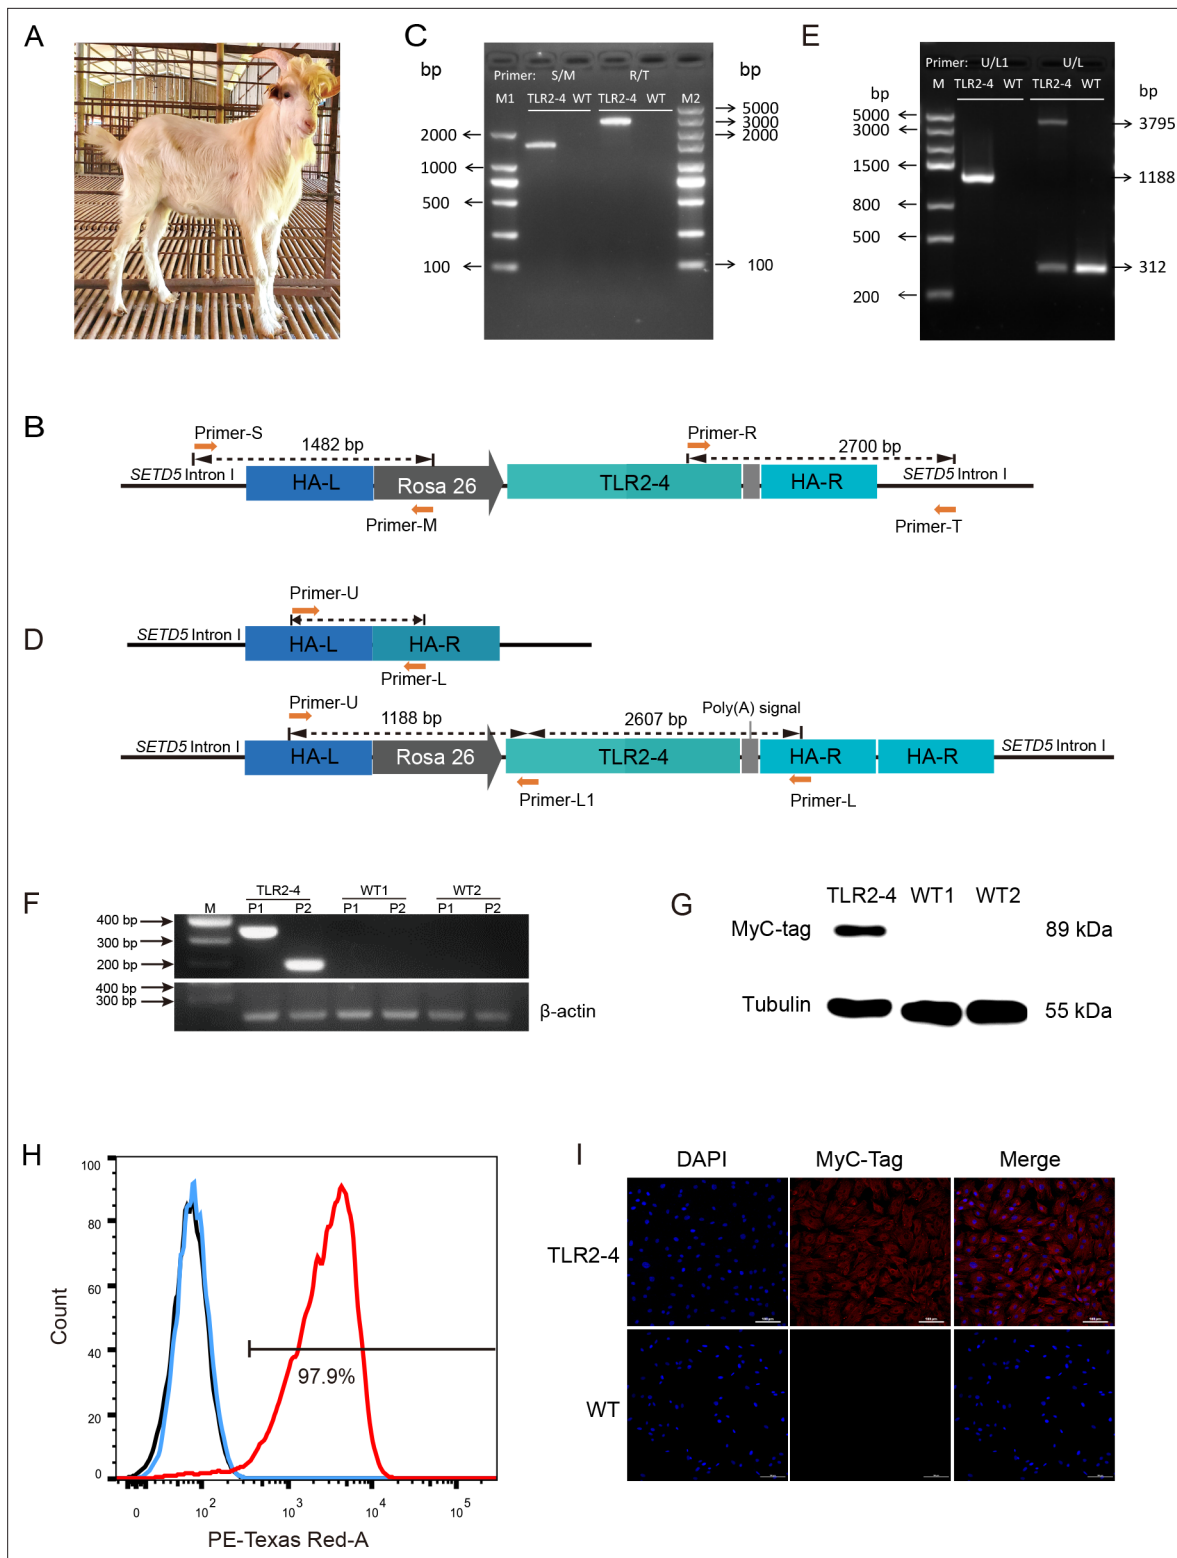 A
C
bp
Primer: S/M R/T
M1 TLR2-4 WT TLR2-4 WT M2
2000
1000
500
100
bp
5000
3000
2000
100
E
Primer: U/L1 U/L
M TLR2-4 WT TLR2-4 WT
bp
5000
3000
1500
800
500
200
bp
3795
1188
312
B
Primer-S
1482 bp
Primer-R
2700 bp
SETD5 Intron I
HA-L
Rosa 26
TLR2-4
HA-R
SETD5 Intron I
Primer-M
Primer-T
D
Primer-U
SETD5 Intron I
HA-L
HA-R
Primer-L
Primer-U
1188 bp
2607 bp
Poly(A) signal
SETD5 Intron I
HA-L
Rosa 26
TLR2-4
HA-R
HA-R
SETD5 Intron I
Primer-L1
Primer-L
F
TLR2-4 WT1 WT2
M P1 P2 P1 P2 P1 P2
400 bp
300 bp
200 bp
400 bp
300 bp
β-actin
G
TLR2-4 WT1 WT2
MyC-tag 89 kDa
Tubulin 55 kDa
H
100
80
60
40
20
0
Count
97.9%
0 10² 10³ 10⁴ 10⁵
PE-Texas Red-A
I
DAPI MyC-Tag Merge
TLR2-4
WT